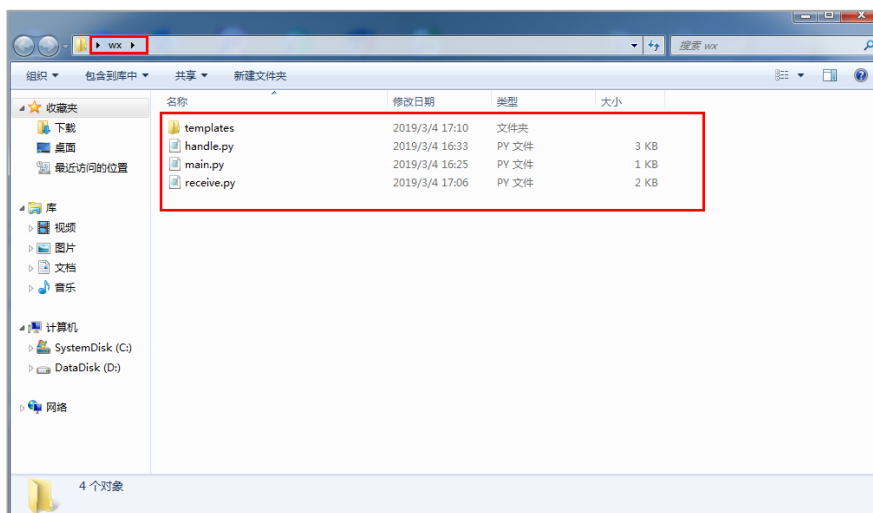 wx
搜索 wx
组织 包含到库中 共享 新建文件夹
收藏夹
下载
桌面
最近访问的位置
库
视频
图片
文档
音乐
计算机
SystemDisk (C:)
DataDisk (D:)
网络
名称 修改日期 类型 大小
templates 2019/3/4 17:10 文件夹
handle.py 2019/3/4 16:33 PY 文件 3 KB
main.py 2019/3/4 16:25 PY 文件 1 KB
receive.py 2019/3/4 17:06 PY 文件 2 KB
4 个对象